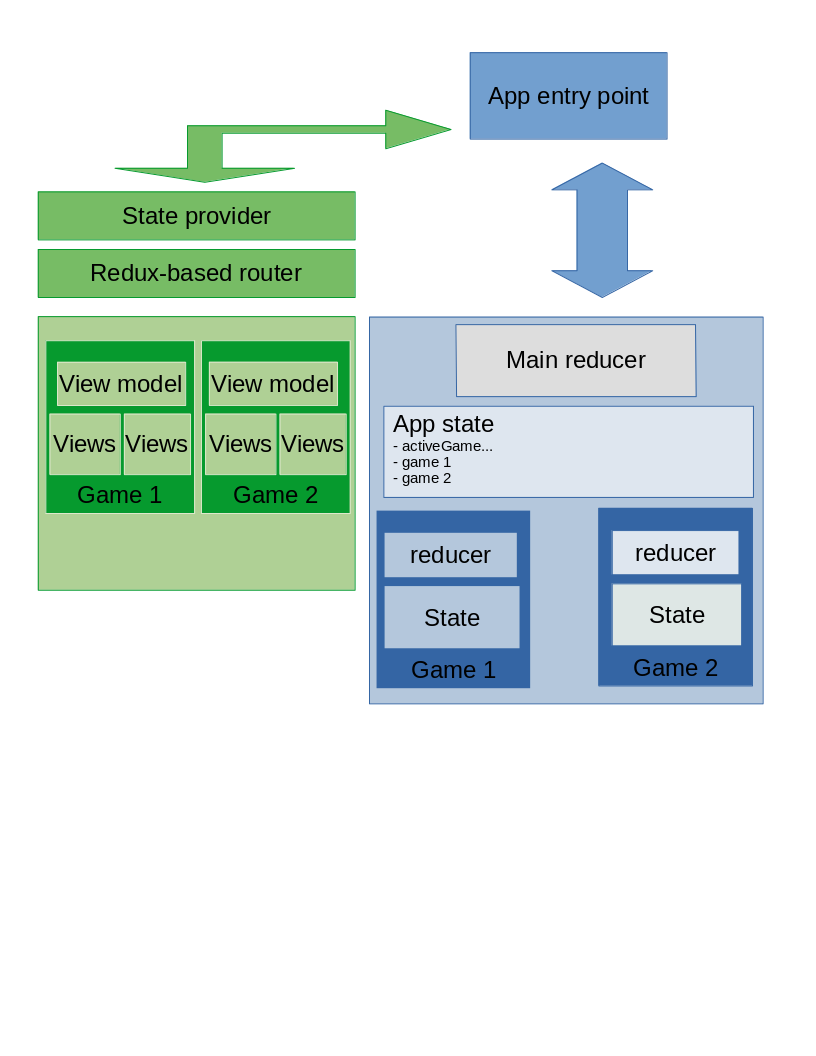 App entry point
State provider
Redux-based router
View model
Views Views
Game 1
View model
Views Views
Game 2
Main reducer
App state
- activeGame...
- game 1
- game 2
reducer
State
Game 1
reducer
State
Game 2